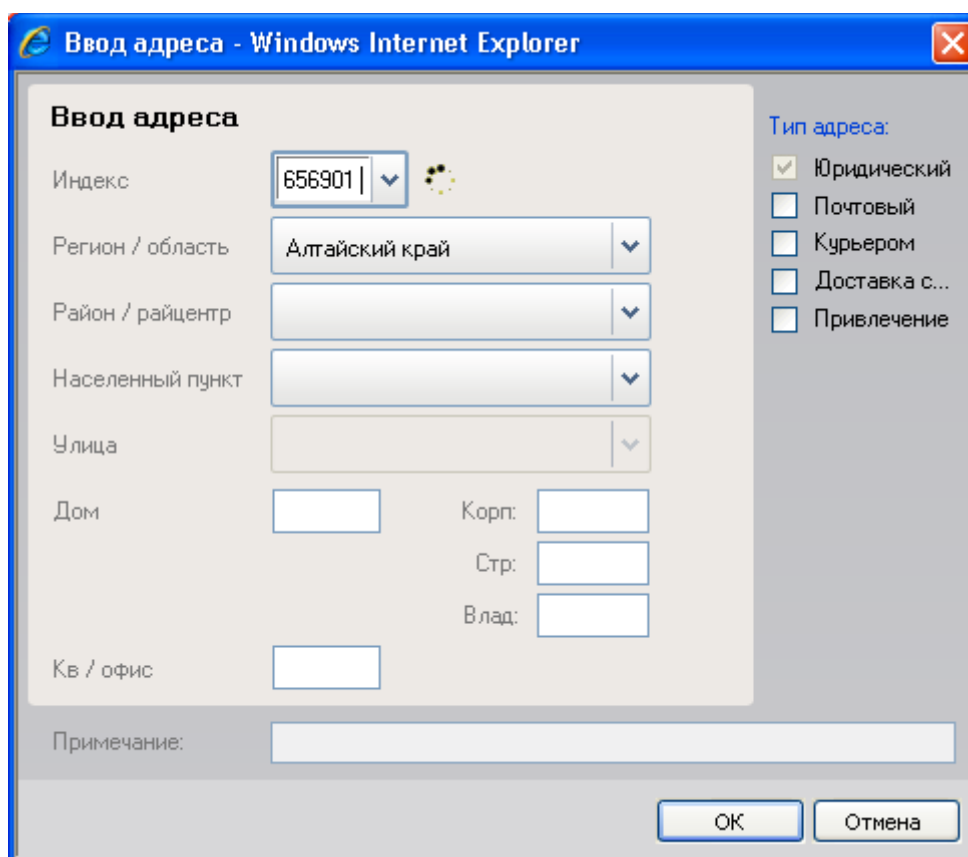 Ввод адреса - Windows Internet Explorer
Ввод адреса
Индекс 656901
Регион / область Алтайский край
Район / райцентр
Населенный пункт
Улица
Дом Корп:
Стр:
Влад:
Кв / офис
Примечание:
Тип адреса:
Юридический
Почтовый
Курьером
Доставка с...
Привлечение
ОК Отмена